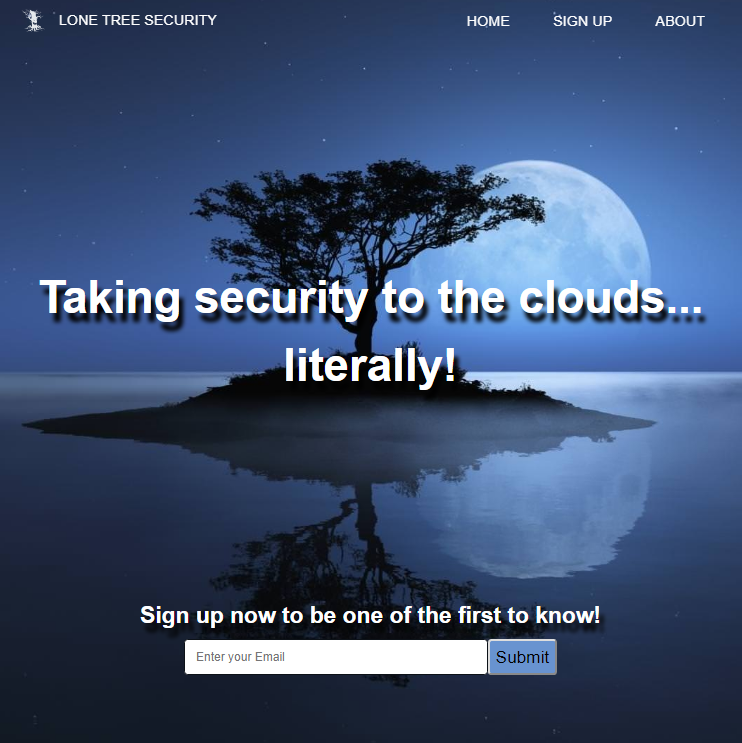 LONE TREE SECURITY
HOME SIGN UP ABOUT
Taking security to the clouds...
literally!
Sign up now to be one of the first to know!
Enter your Email
Submit